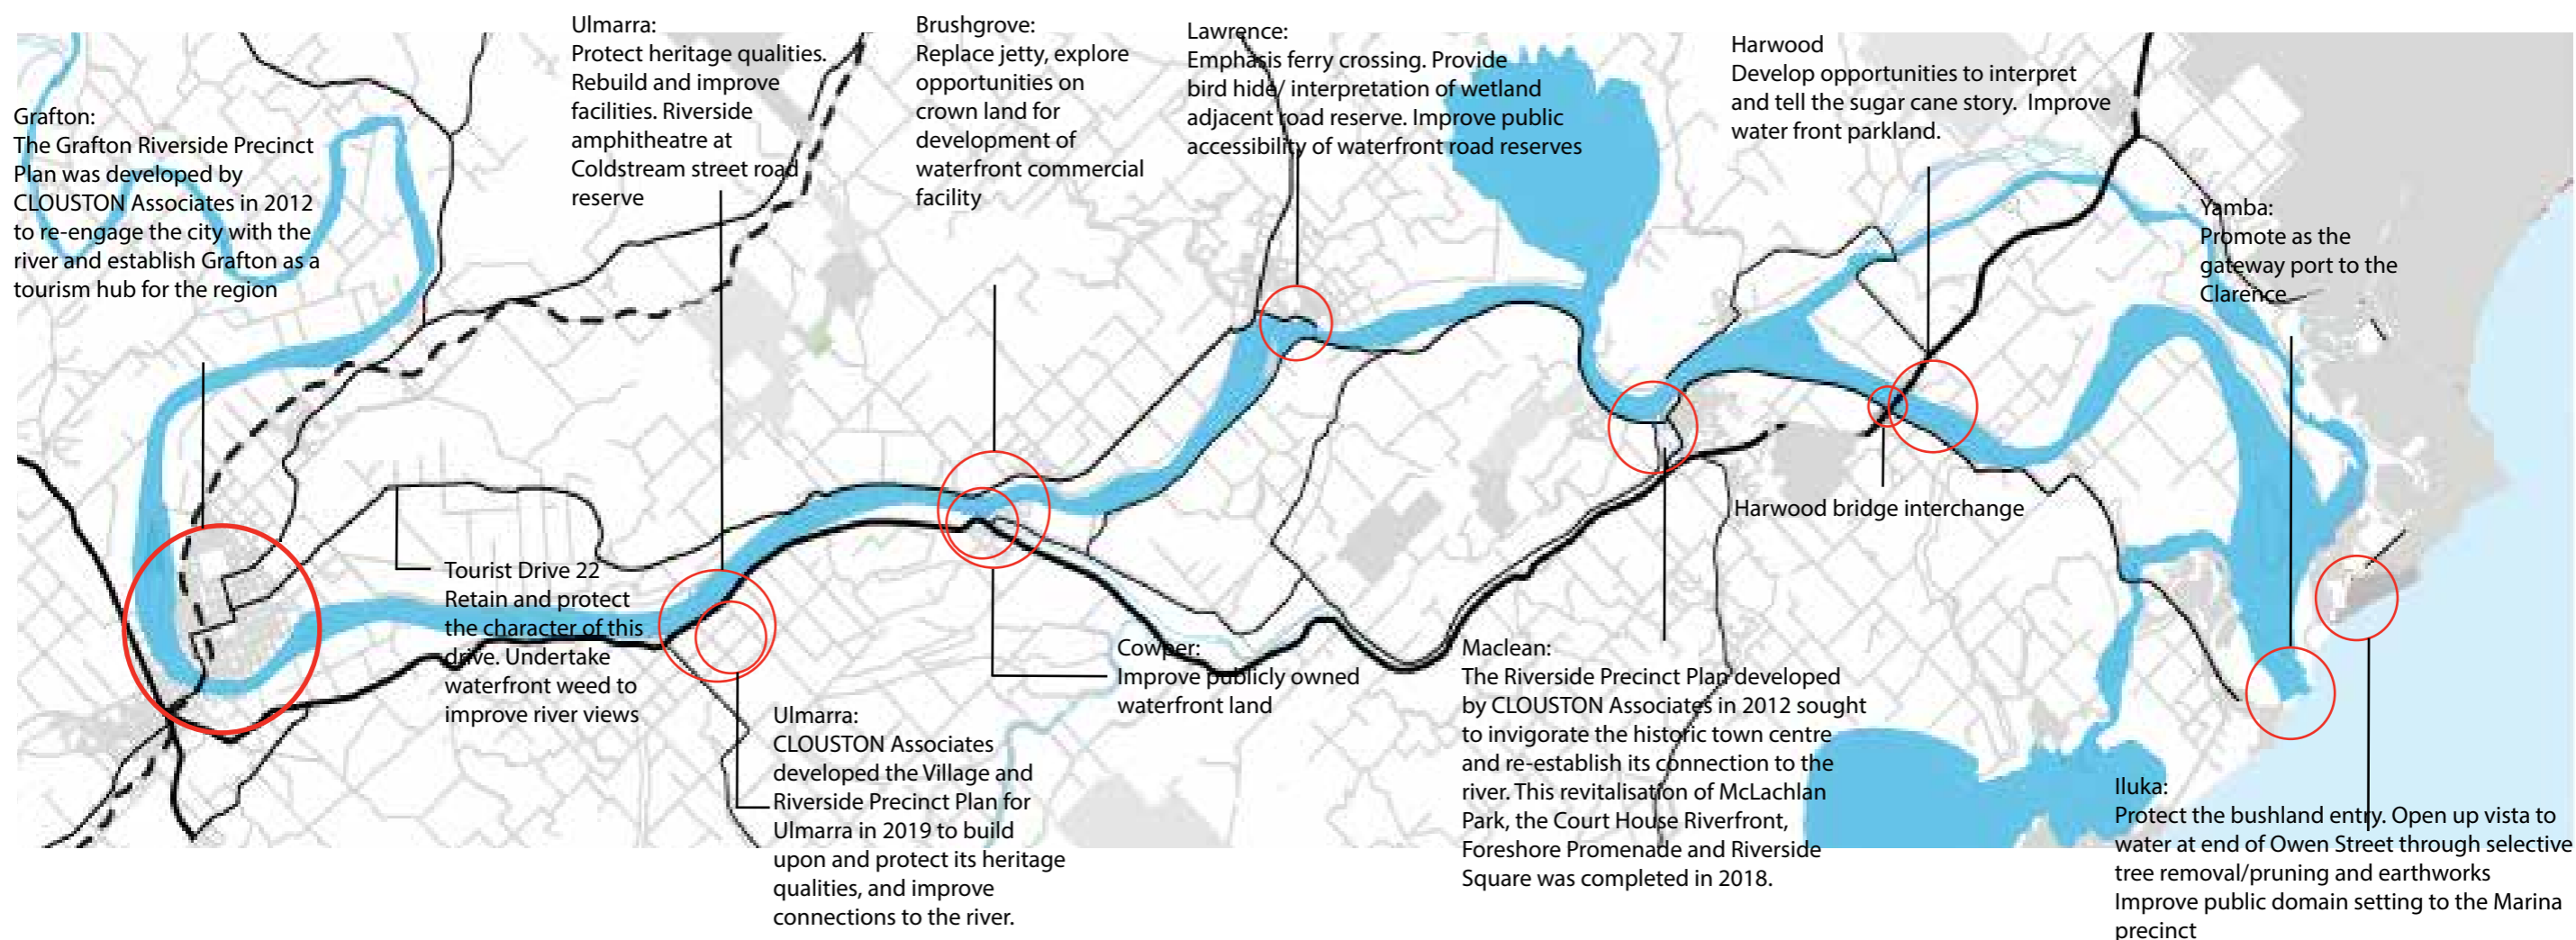 Grafton:
The Grafton Riverside Precinct
Plan was developed by
CLOUSTON Associates in 2012
to re-engage the city with the
river and establish Grafton as a
tourism hub for the region
Ulmarra:
Protect heritage qualities.
Rebuild and improve
facilities. Riverside
amphitheatre at
Coldstream street road
reserve
Brushgrove:
Replace jetty, explore
opportunities on
crown land for
development of
waterfront commercial
facility
Lawrence:
Emphasis ferry crossing. Provide
bird hide/ interpretation of wetland
adjacent road reserve. Improve public
accessibility of waterfront road reserves
Harwood
Develop opportunities to interpret
and tell the sugar cane story. Improve
water front parkland.
Yamba:
Promote as the
gateway port to the
Clarence
Tourist Drive 22
Retain and protect
the character of this
drive. Undertake
waterfront weed to
improve river views
Ulmarra:
CLOUSTON Associates
developed the Village and
Riverside Precinct Plan for
Ulmarra in 2019 to build
upon and protect its heritage
qualities, and improve
connections to the river.
Cowper:
Improve publicly owned
waterfront land
Maclean:
The Riverside Precinct Plan developed
by CLOUSTON Associates in 2012 sought
to invigorate the historic town centre
and re-establish its connection to the
river. This revitalisation of McLachlan
Park, the Court House Riverfront,
Foreshore Promenade and Riverside
Square was completed in 2018.
Harwood bridge interchange
Iluka:
Protect the bushland entry. Open up vista to
water at end of Owen Street through selective
tree removal/pruning and earthworks
Improve public domain setting to the Marina
precinct